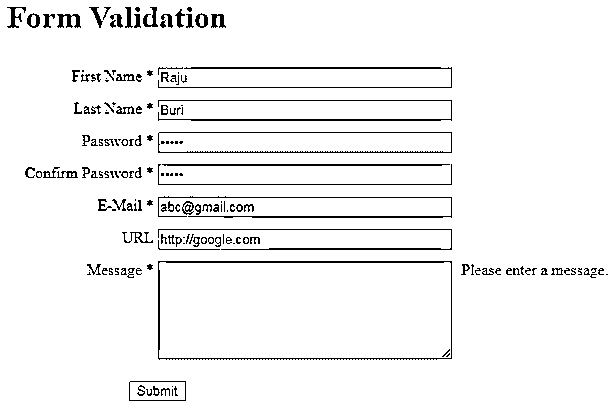 Form Validation
First Name * Raju
Last Name * Buri
Password * •••••
Confirm Password * •••••
E-Mail * abc@gmail.com
URL http://google.com
Message * Please enter a message.
Submit